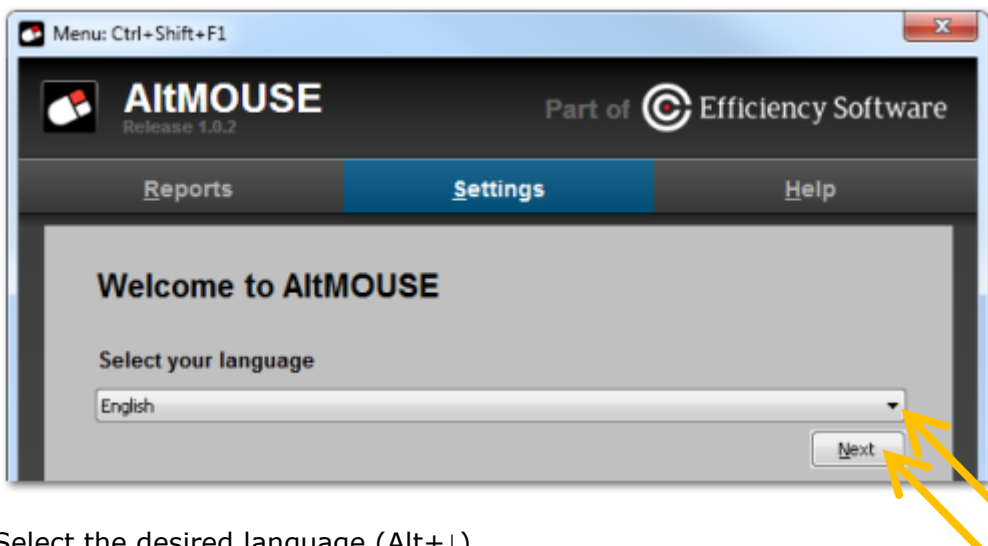 Menu: Ctrl+Shift+F1
AltMOUSE
Release 1.0.2
Part of Efficiency Software
Reports Settings Help
Welcome to AltMOUSE
Select your language
English
Next
Select the desired language (Alt+↓)